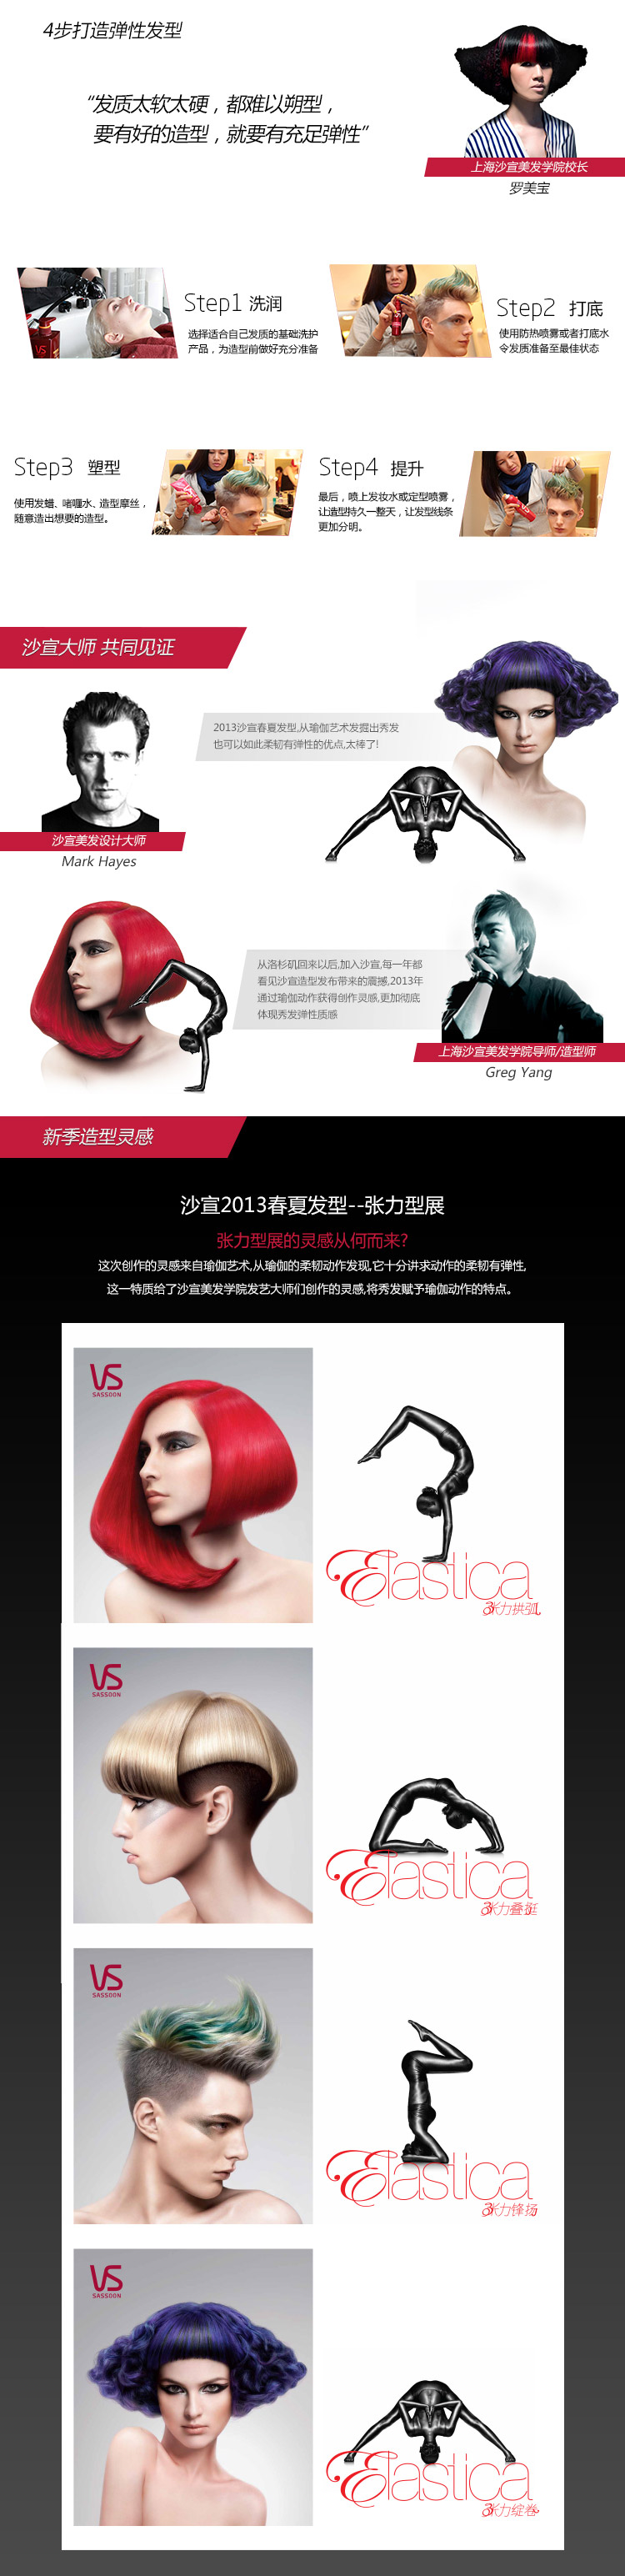 4步打造弹性发型
“发质太软太硬，都难以朔型，
要有好的造型，就要有充足弹性”
上海沙宣美发学院校长
罗美宝
Step1 洗润
选择适合自己发质的基础洗护
产品，为造型前做好充分准备
Step2 打底
使用防热喷雾或者打底水
令发质准备至最佳状态
Step3 塑型
使用发蜡、啫喱水、造型摩丝，
随意造出想要的造型。
Step4 提升
最后，喷上发妆水或定型喷雾，
让造型持久一整天，让发型线条
更加分明。
沙宣大师 共同见证
2013沙宣春夏发型,从瑜伽艺术发掘出秀发
也可以如此柔韧有弹性的优点,太棒了!
沙宣美发设计大师
Mark Hayes
从洛杉矶回来以后,加入沙宣,每一年都
看见沙宣造型发布带来的震撼,2013年
通过瑜伽动作获得创作灵感,更加彻底
体现秀发弹性质感
上海沙宣美发学院导师/造型师
Greg Yang
新季造型灵感
沙宣2013春夏发型--张力型展
张力型展的灵感从何而来?
这次创作的灵感来自瑜伽艺术,从瑜伽的柔韧动作发现,它十分讲求动作的柔韧有弹性,
这一特质给了沙宣美发学院发艺大师们创作的灵感,将秀发赋予瑜伽动作的特点。
VS
SASSOON
Elastica
张力拱弧
VS
SASSOON
Elastica
张力叠挺
VS
SASSOON
Elastica
张力锋扬
VS
SASSOON
Elastica
张力绽卷